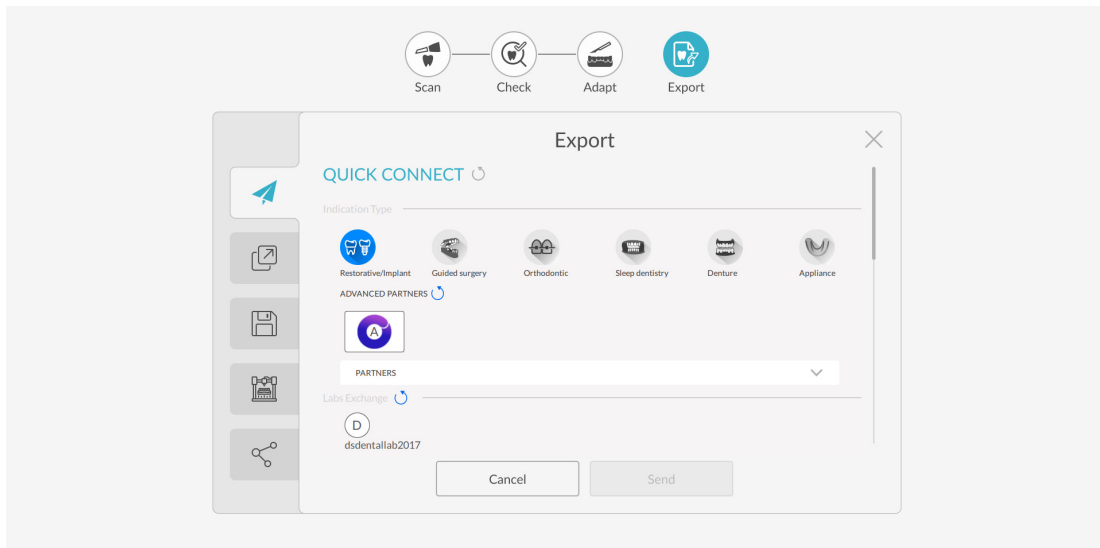 Scan Check Adapt Export
Export
QUICK CONNECT
Indication Type
Restorative/Implant Guided surgery Orthodontic Sleep dentistry Denture Appliance
ADVANCED PARTNERS
A
PARTNERS
Labs Exchange
D
dsdentallab2017
Cancel Send